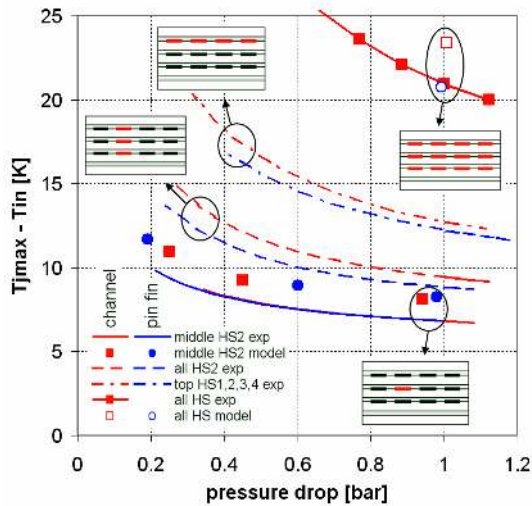 25
20
15
10
5
0
Tjmax - Tin [K]
channel
pin fin
middle HS2 exp
middle HS2 model
all HS2 exp
top HS1,2,3,4 exp
all HS exp
all HS model
0
0.2
0.4
0.6
0.8
1
1.2
pressure drop [bar]